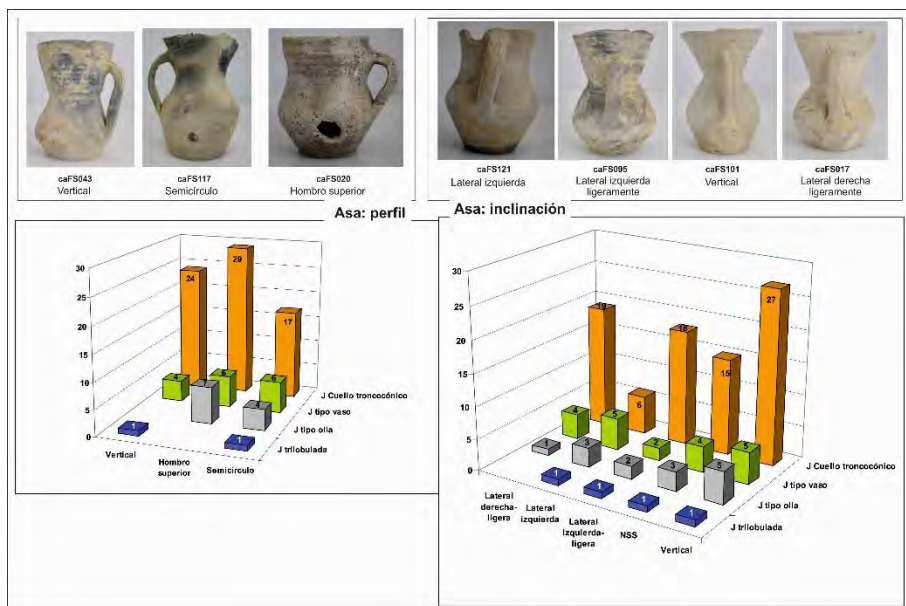 caFS043
Vertical
caFS117
Semicírculo
caFS020
Hombro superior
caFS121
Lateral izquierda
caFS095
Lateral izquierda
ligeramente
caFS101
Vertical
caFS017
Lateral derecha
ligeramente
Asa: perfil
Asa: inclinación
30
25
20
15
10
5
0
24
29
17
4
6
4
1
1
Vertical
Hombro
superior
Semicirculo
J Cuello troncocónico
J tipo vaso
J tipo olla
J trilobulada
30
25
20
15
10
5
0
6
15
27
4
5
2
4
5
1
3
2
3
5
1
1
1
1
Lateral
derecha-
ligera
Lateral
izquierda
Lateral
izquierda-
ligera
NSS
Vertical
J Cuello troncocónico
J tipo vaso
J tipo olla
J trilobulada